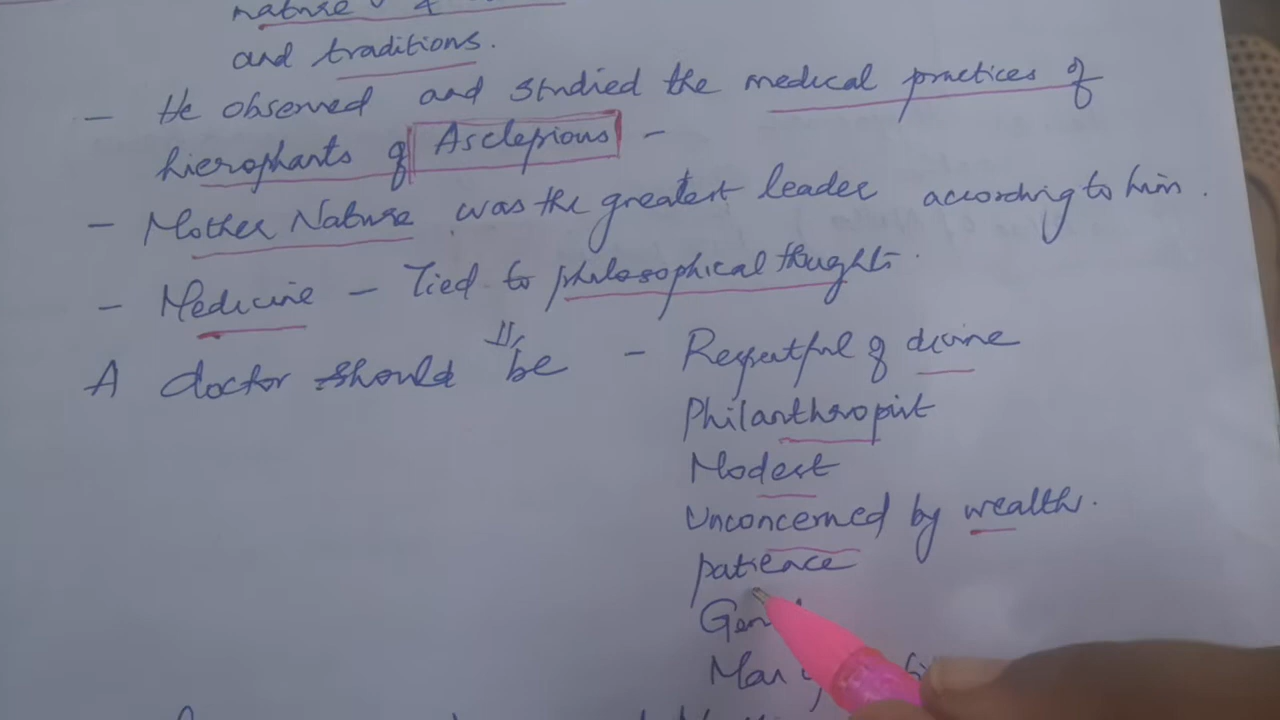 nature
and traditions.
- He observed and studied the medical practices of
hierophants of Asclepious -
- Mother Nature was the greatest leader according to him.
- Medicine - Tied to philosophical thoughts.
A doctor should be - Respectful of divine
Philanthropist
Modest
Unconcerned by wealth.
patience